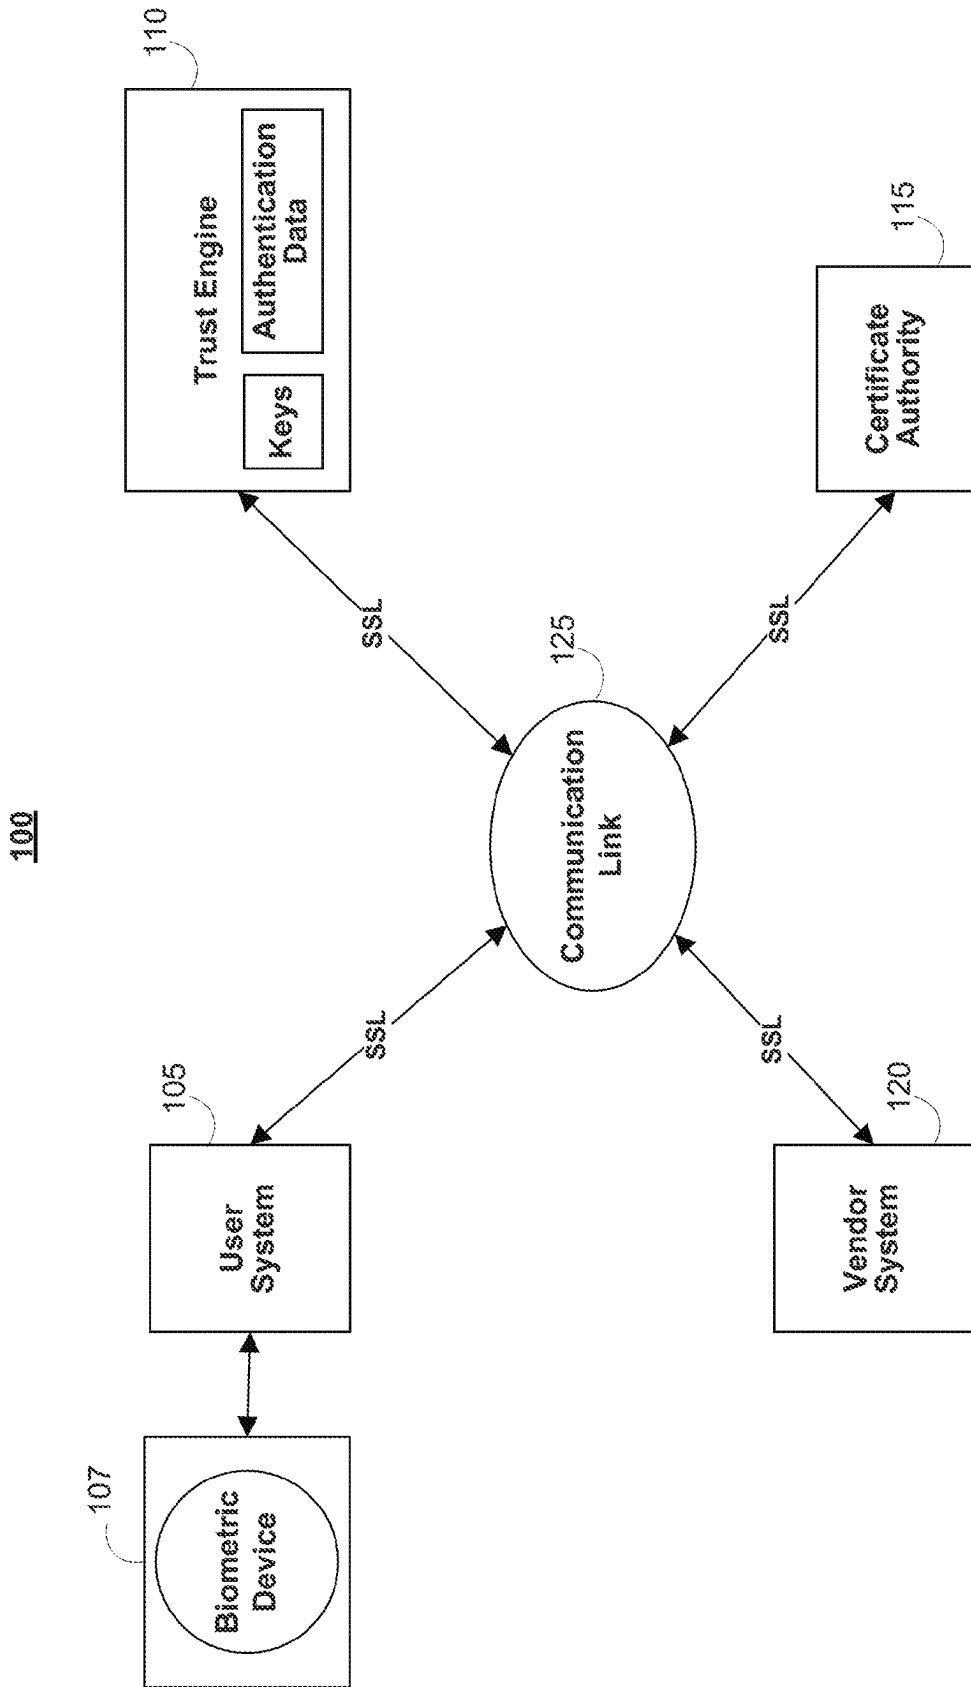 100
107
Biometric
Device
105
User
System
SSL
110
Trust Engine
Keys
Authentication
Data
SSL
125
Communication
Link
SSL
120
Vendor
System
SSL
115
Certificate
Authority